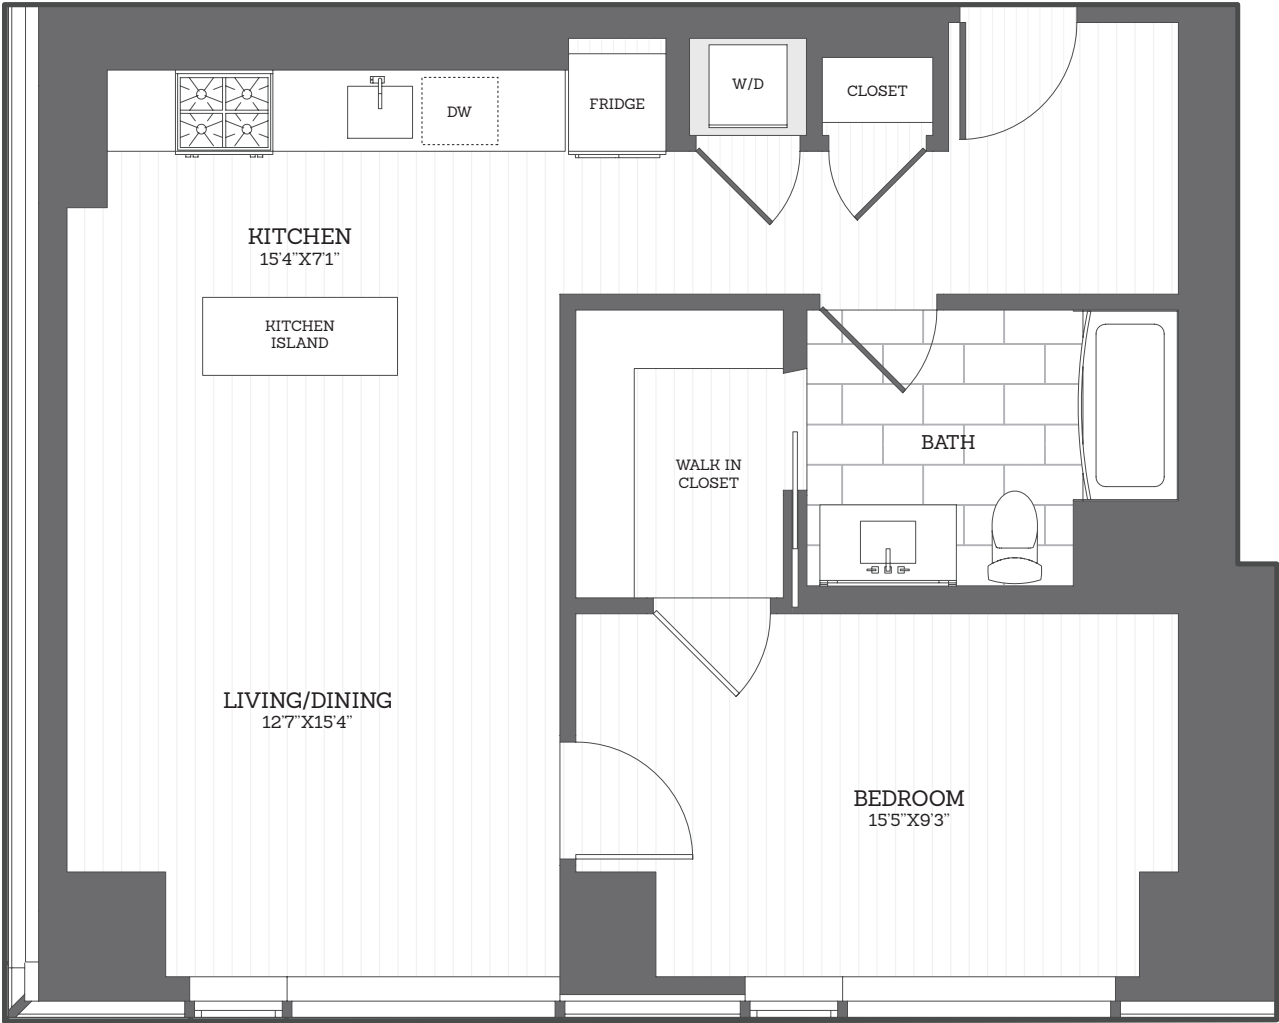 W/D
CLOSET
FRIDGE
DW
KITCHEN
15'4"X7'1"
KITCHEN
ISLAND
BATH
WALK IN
CLOSET
LIVING/DINING
12'7"X15'4"
BEDROOM
15'5"X9'3"